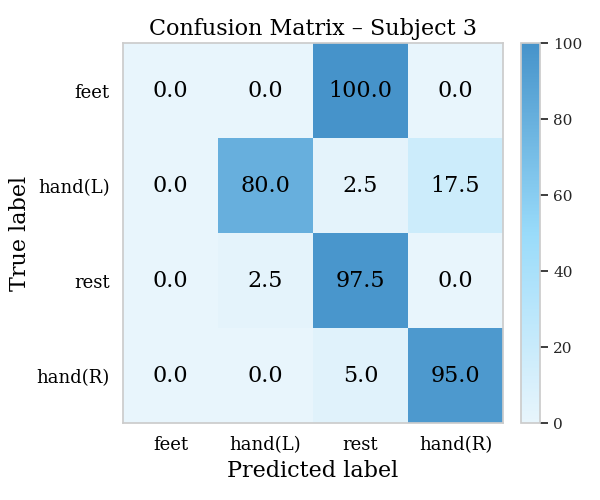 Confusion Matrix – Subject 3
feet 0.0 0.0 100.0 0.0
hand(L) 0.0 80.0 2.5 17.5
rest 0.0 2.5 97.5 0.0
hand(R) 0.0 0.0 5.0 95.0
feet hand(L) rest hand(R)
Predicted label
True label
100
80
60
40
20
0